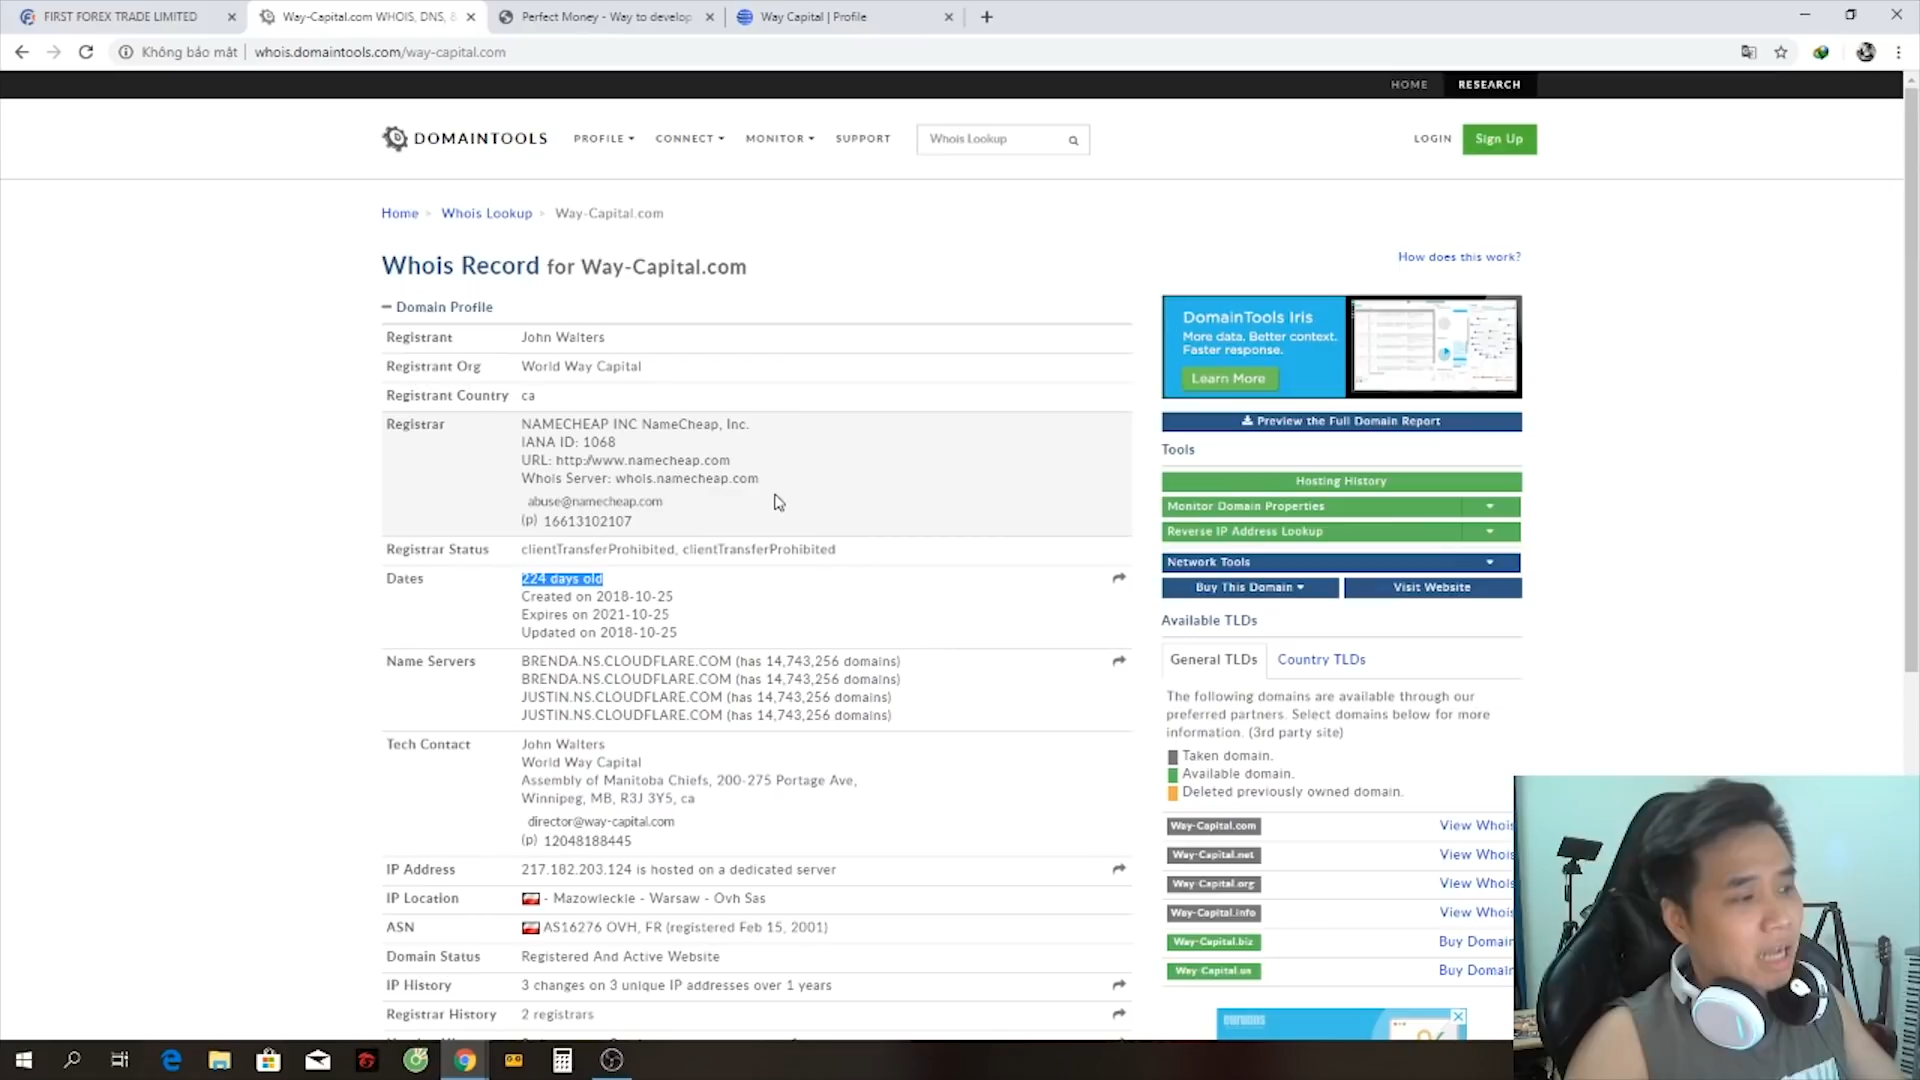 FIRST FOREX TRADE LIMITED
Way-Capital.com WHOIS, DNS, &
Perfect Money - Way to develop
Way Capital | Profile
Không bảo mật
whois.domaintools.com/way-capital.com
HOME
RESEARCH
DOMAINTOOLS
PROFILE
CONNECT
MONITOR
SUPPORT
Whois Lookup
LOGIN
Sign Up
Home > Whois Lookup > Way-Capital.com
Whois Record for Way-Capital.com
How does this work?
Domain Profile
Registrant John Walters
Registrant Org World Way Capital
Registrant Country ca
Registrar NAMECHEAP INC NameCheap, Inc.
IANA ID: 1068
URL: http://www.namecheap.com
Whois Server: whois.namecheap.com
abuse@namecheap.com
(p) 16613102107
Registrar Status clientTransferProhibited, clientTransferProhibited
Dates 224 days old
Created on 2018-10-25
Expires on 2021-10-25
Updated on 2018-10-25
Name Servers BRENDA.NS.CLOUDFLARE.COM (has 14,743,256 domains)
BRENDA.NS.CLOUDFLARE.COM (has 14,743,256 domains)
JUSTIN.NS.CLOUDFLARE.COM (has 14,743,256 domains)
JUSTIN.NS.CLOUDFLARE.COM (has 14,743,256 domains)
Tech Contact John Walters
World Way Capital
Assembly of Manitoba Chiefs, 200-275 Portage Ave,
Winnipeg, MB, R3J 3Y5, ca
director@way-capital.com
(p) 12048188445
IP Address 217.182.203.124 is hosted on a dedicated server
IP Location - Mazowieckie - Warsaw - Ovh Sas
ASN AS16276 OVH, FR (registered Feb 15, 2001)
Domain Status Registered And Active Website
IP History 3 changes on 3 unique IP addresses over 1 years
Registrar History 2 registrars
DomainTools Iris
More data. Better context.
Faster response.
Learn More
Preview the Full Domain Report
Tools
Hosting History
Monitor Domain Properties
Reverse IP Address Lookup
Network Tools
Buy This Domain
Visit Website
Available TLDs
General TLDs
Country TLDs
The following domains are available through our
preferred partners. Select domains below for more
information. (3rd party site)
Taken domain.
Available domain.
Deleted previously owned domain.
Way-Capital.com View Whois
Way-Capital.net View Whois
Way-Capital.org View Whois
Way-Capital.info View Whois
Way-Capital.biz Buy Domain
Way-Capital.us Buy Domain